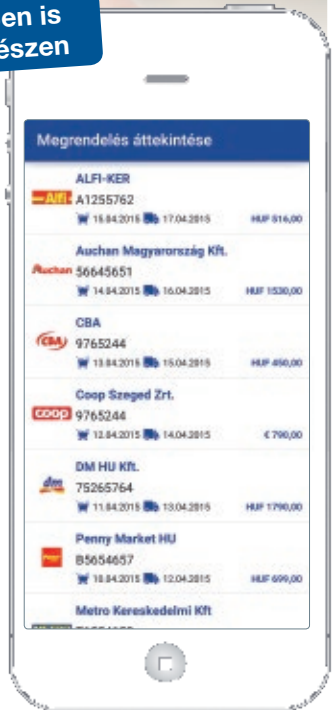 en is
észen
Megrendelés áttekintése
ALFI-KER
Alfi A1255762
15.04.2015 17.04.2015 HUF 516,00
Auchan Magyarország Kft.
Auchan 56645651
14.04.2015 16.04.2015 HUF 1530,00
CBA
CBA 9765244
13.04.2015 15.04.2015 HUF 450,00
Coop Szeged Zrt.
coop 9765244
12.04.2015 14.04.2015 € 790,00
DM HU Kft.
dm 75265764
11.04.2015 13.04.2015 HUF 1790,00
Penny Market HU
B5654657
10.04.2015 12.04.2015 HUF 699,00
Metro Kereskedelmi Kft